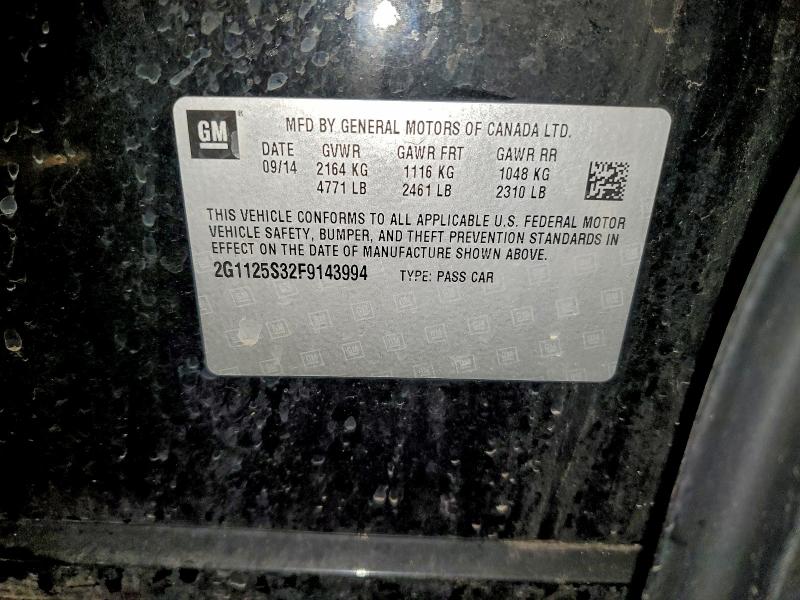 GM
MFD BY GENERAL MOTORS OF CANADA LTD.
DATE GVWR GAWR FRT GAWR RR
09/14 2164 KG 1116 KG 1048 KG
4771 LB 2461 LB 2310 LB
THIS VEHICLE CONFORMS TO ALL APPLICABLE U.S. FEDERAL MOTOR
VEHICLE SAFETY, BUMPER, AND THEFT PREVENTION STANDARDS IN
EFFECT ON THE DATE OF MANUFACTURE SHOWN ABOVE.
2G1125S32F9143994 TYPE: PASS CAR